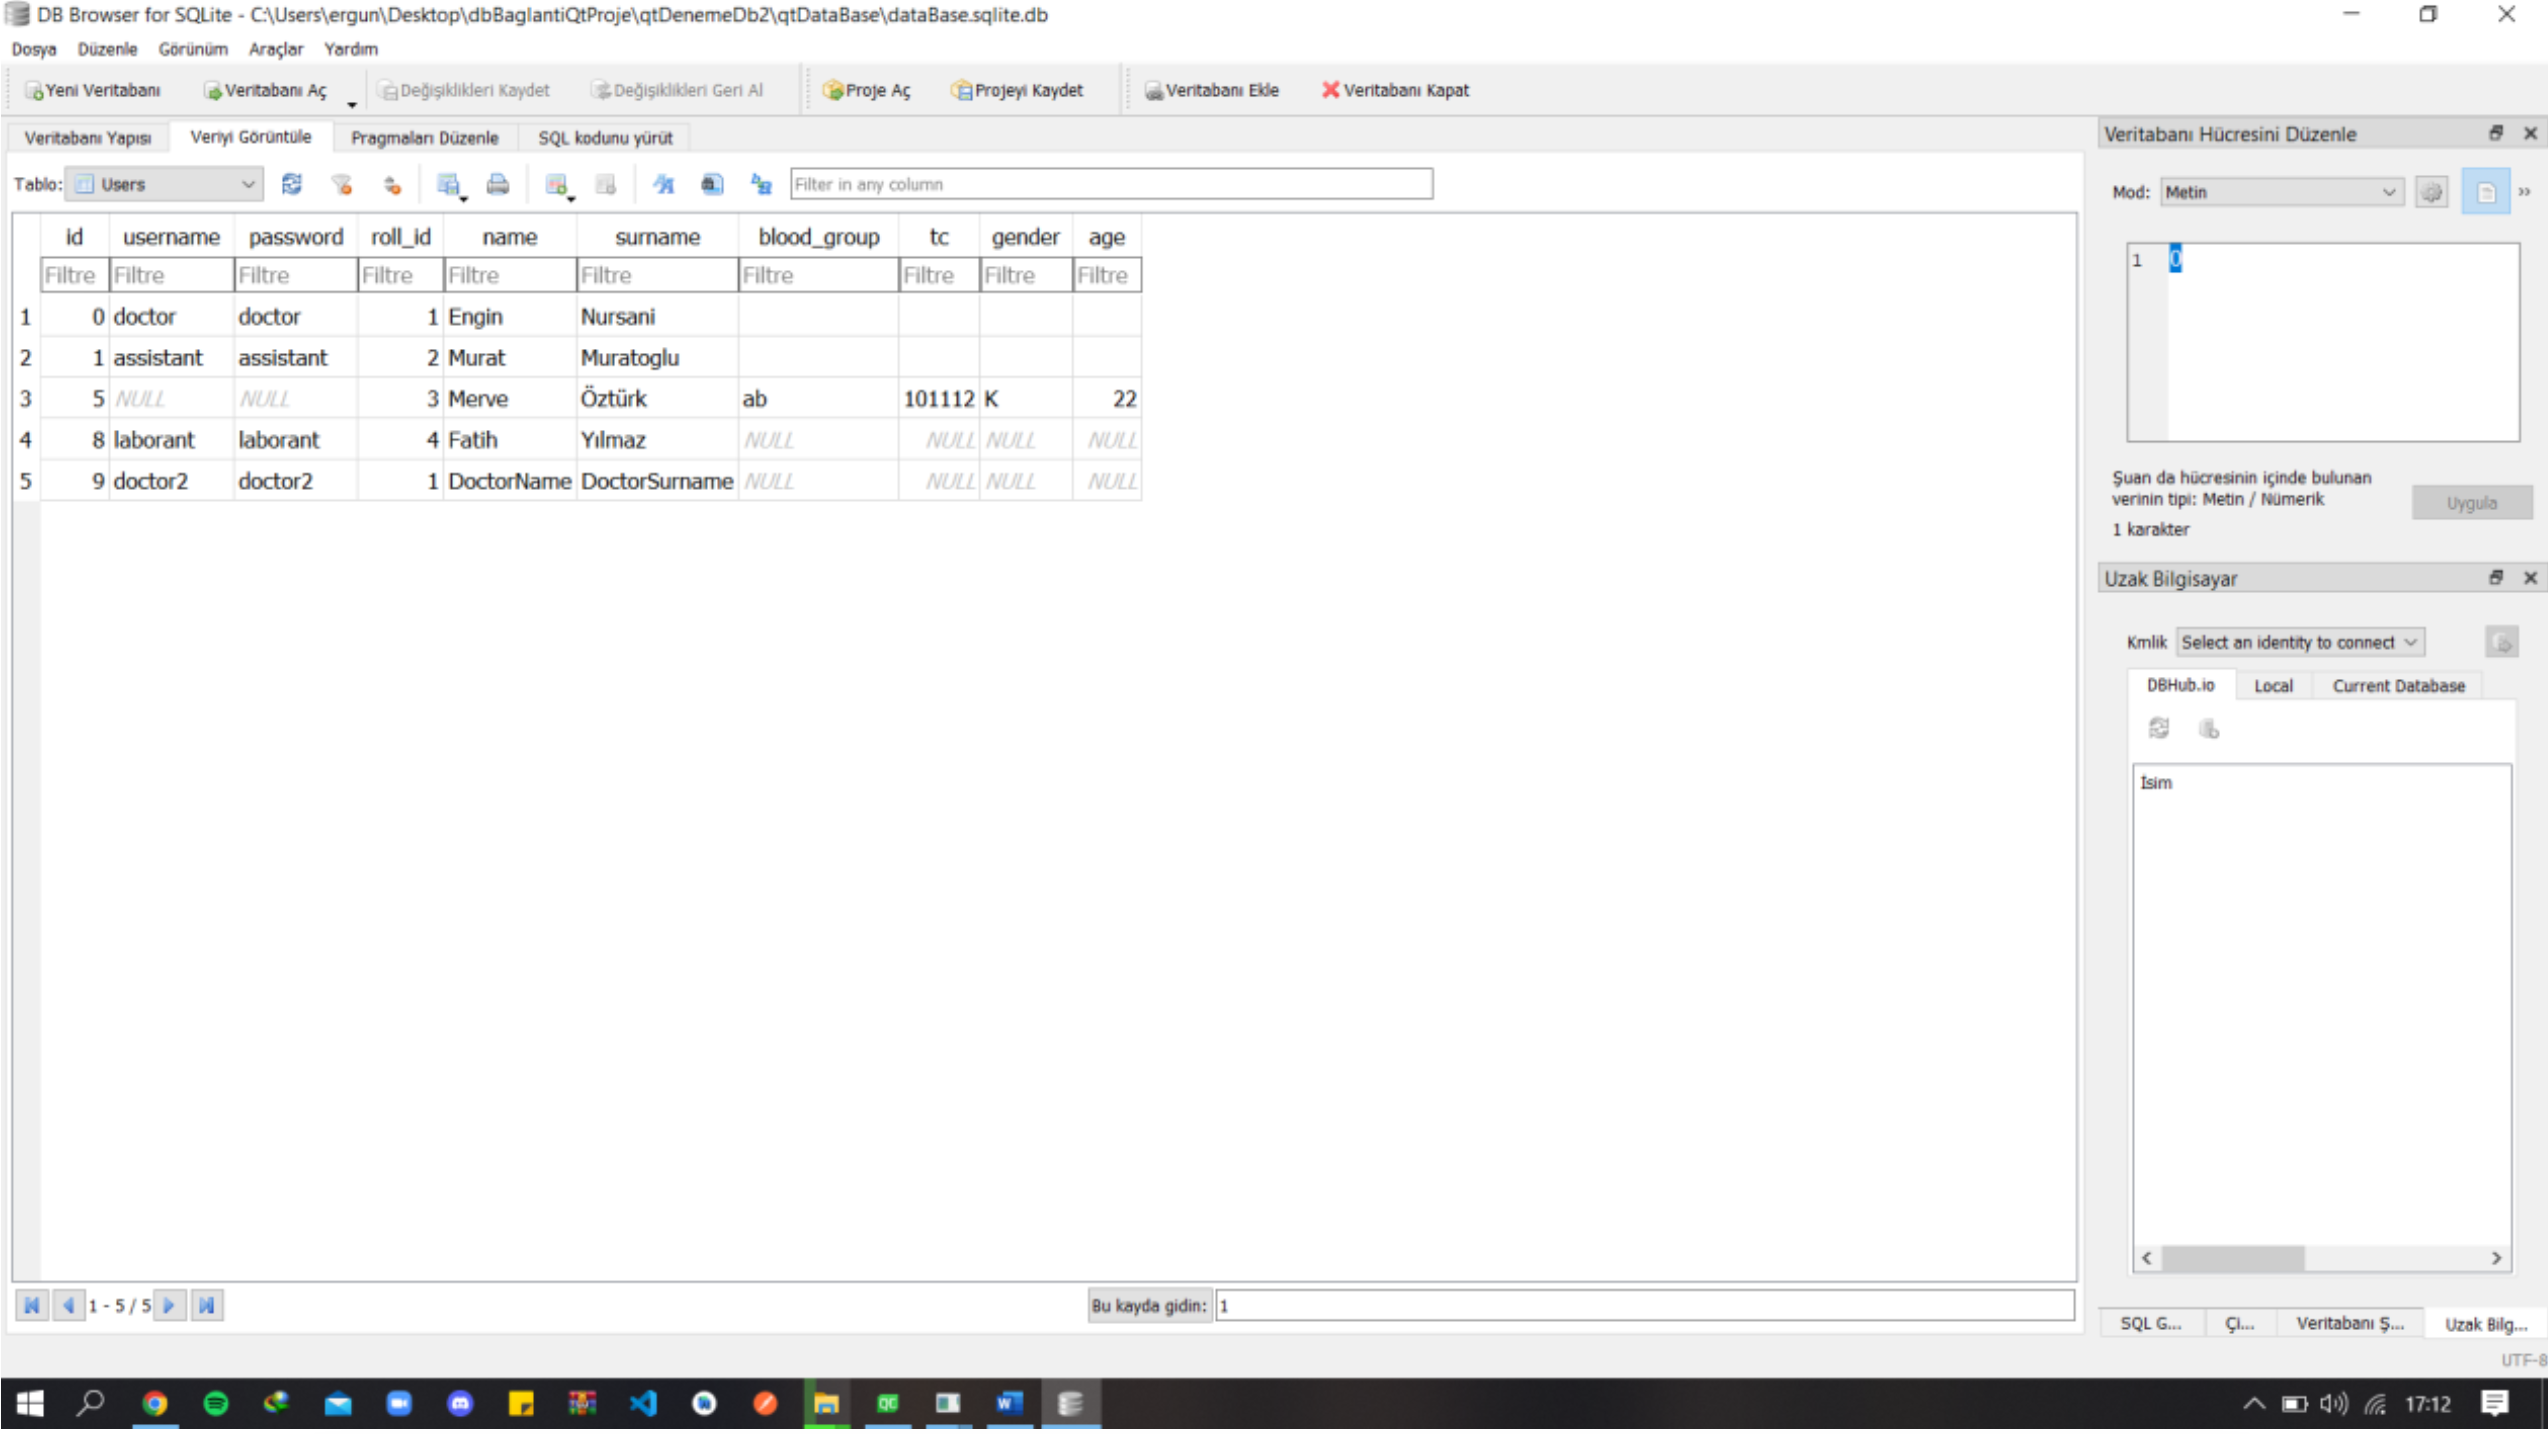 DB Browser for SQLite - C:\Users\ergun\Desktop\dbBaglantiQtProje\qtDenemeDb2\qtDataBase\dataBase.sqlite.db
Dosya Düzenle Görünüm Araçlar Yardım
Yeni Veritabanı Veritabanı Aç Değişiklikleri Kaydet Değişiklikleri Geri Al Proje Aç Projeyi Kaydet Veritabanı Ekle Veritabanı Kapat
Veritabanı Yapısı Veriyi Görüntüle Pragmaları Düzenle SQL kodunu yürüt
Tablo: Users Filter in any column
id username password roll_id name surname blood_group tc gender age
Filtre Filtre Filtre Filtre Filtre Filtre Filtre Filtre Filtre Filtre
1 0 doctor doctor 1 Engin Nursani
2 1 assistant assistant 2 Murat Muratoglu
3 5 NULL NULL 3 Merve Öztürk ab 101112 K 22
4 8 laborant laborant 4 Fatih Yılmaz NULL NULL NULL NULL
5 9 doctor2 doctor2 1 DoctorName DoctorSurname NULL NULL NULL NULL
1 - 5 / 5 Bu kayda gidin: 1
Veritabanı Hücresini Düzenle
Mod: Metin
1 0
Şuan da hücresinin içinde bulunan
verinin tipi: Metin / Nümerik
Uygula
1 karakter
Uzak Bilgisayar
Kmlik Select an identity to connect
DBHub.io Local Current Database
İsim
SQL G... Çi... Veritabanı Ş... Uzak Bilg...
UTF-8
17:12